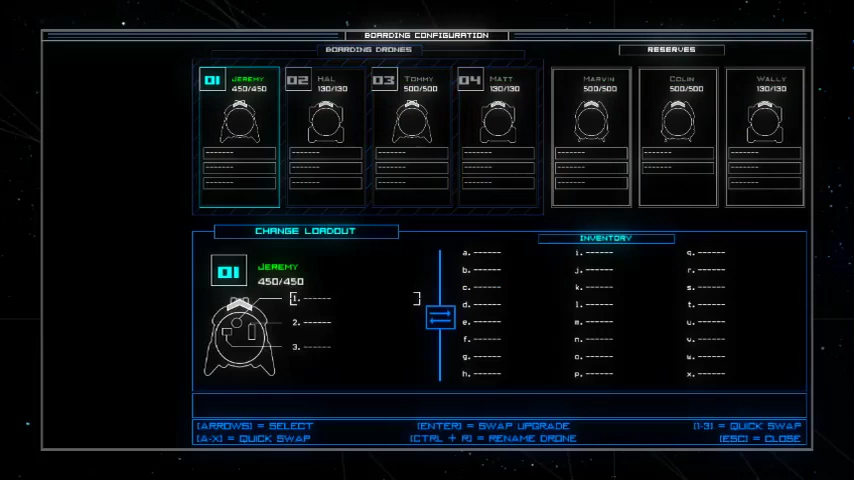 BOARDING CONFIGURATION
BOARDING DRONES
RESERVES
01 JEREMY 450/450
02 HAL 130/130
03 TOMMY 500/500
04 MATT 130/130
MARVIN 500/500
COLIN 500/500
WALLY 130/130
CHANGE LOADOUT
INVENTORY
01 JEREMY
450/450
1. ------
2. ------
3. ------
a. ------
b. ------
c. ------
d. ------
e. ------
f. ------
g. ------
h. ------
i. ------
j. ------
k. ------
l. ------
m. ------
n. ------
o. ------
p. ------
q. ------
r. ------
s. ------
t. ------
u. ------
v. ------
w. ------
x. ------
[ARROWS] = SELECT
[ENTER] = SWAP UPGRADE
[1-3] = QUICK SWAP
[A-X] = QUICK SWAP
[CTRL + R] = RENAME DRONE
[ESC] = CLOSE